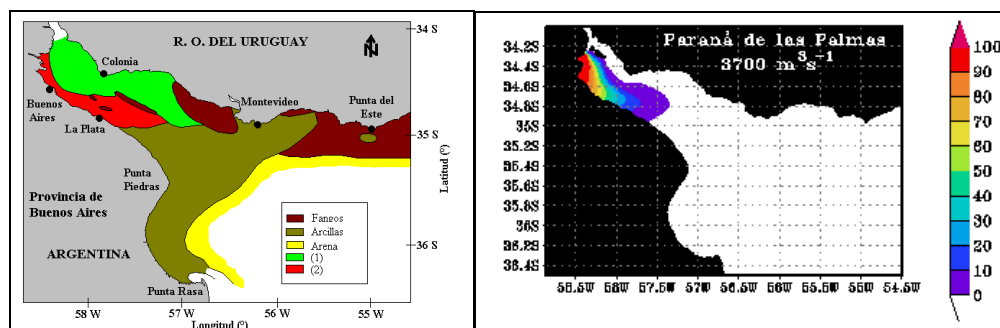 34 S
R. O. DEL URUGUAY
N
Colonia
Buenos
Aires
La Plata
Montevideo
Punta del
Este
35 S
Punta
Piedras
Provincia de
Buenos Aires
ARGENTINA
Fangos
Arcillas
Arena
(1)
(2)
36 S
Punta Rasa
58 W
57 W
56 W
55 W
Longitud (°)
Latitud (°)
Paraná de las Palmas
3700 m³s⁻¹
34.2S
34.4S
34.6S
34.8S
35S
35.2S
35.4S
35.6S
35.8S
36S
36.2S
36.4S
58.5W 58W 57.5W 57W 56.5W 56W 55.5W 55W 54.5W
100
90
80
70
60
50
40
30
20
10
0